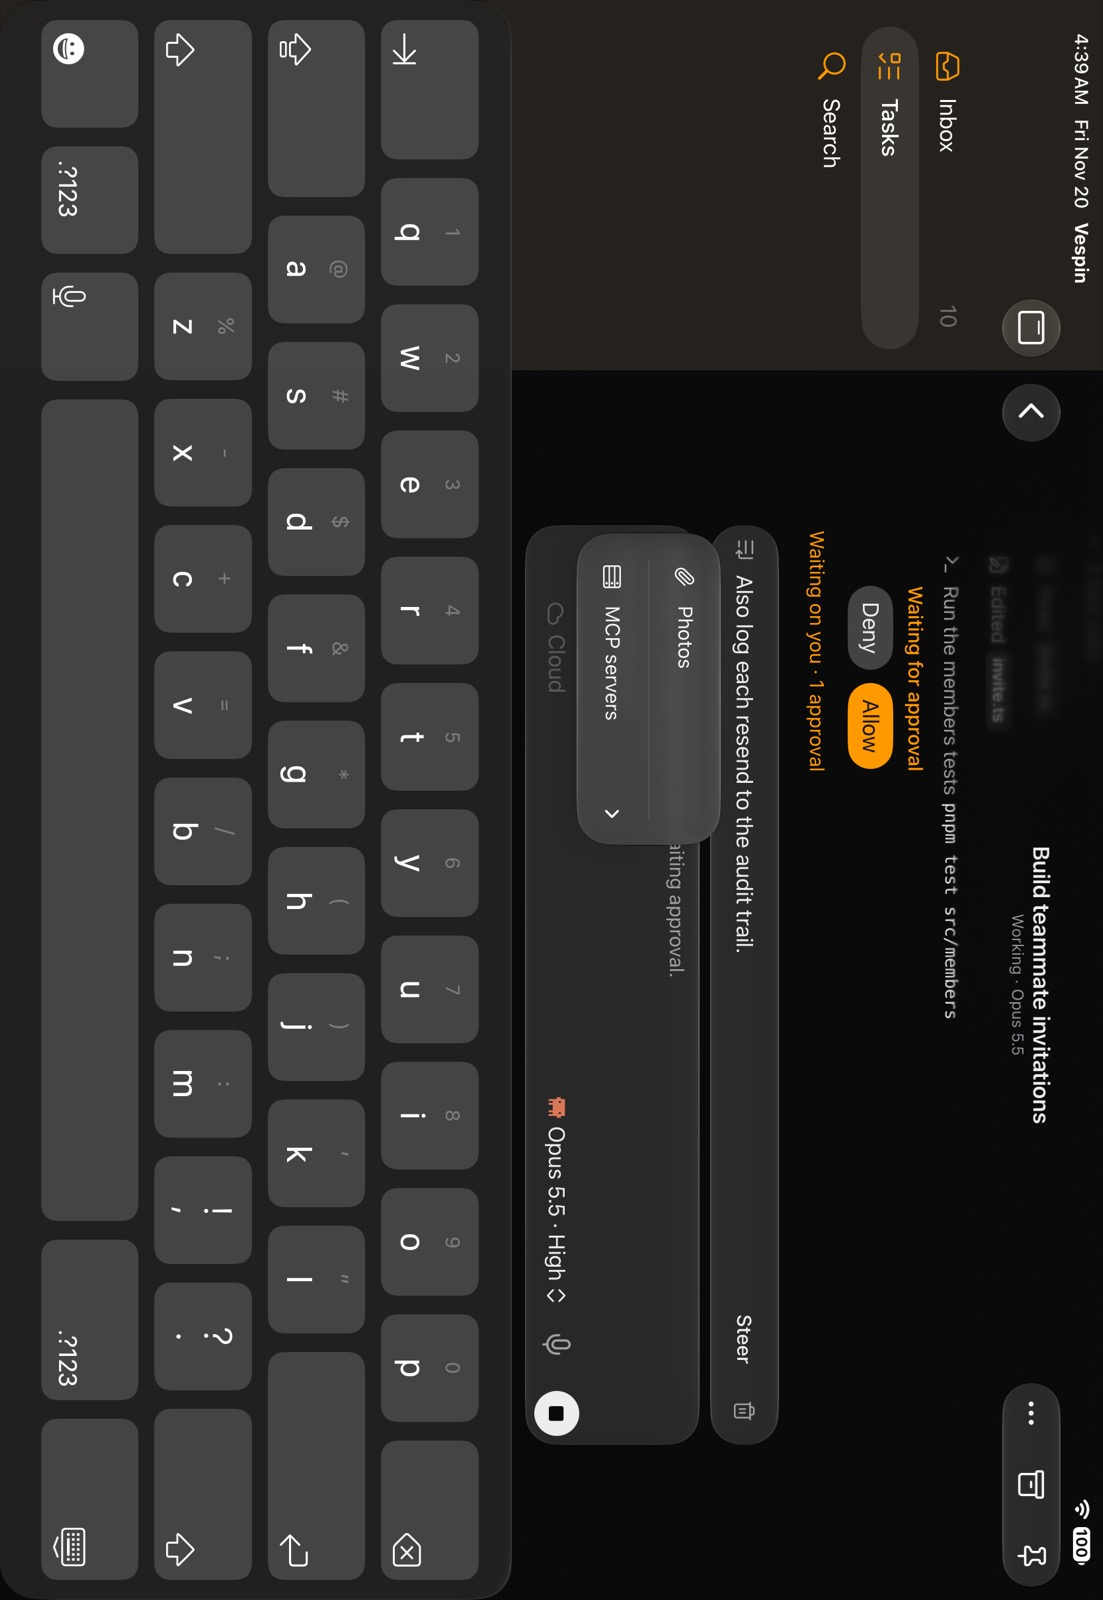 4:39 AM Fri Nov 20 Vespin
100
Inbox 10
Tasks
Search
Build teammate invitations
Working · Opus 5.5
Read invite.ts
Edited invite.ts
Run the members tests pnpm test src/members
Waiting for approval
Deny Allow
Waiting on you · 1 approval
Also log each resend to the audit trail.
Steer
Photos
MCP servers
aiting approval.
Cloud
Opus 5.5 · High
1 2 3 4 5 6 7 8 9 0
q w e r t y u i o p
@ # $ & * ( ) ' "
a s d f g h j k l
% - + = / ; : ! ?
z x c v b n m , .
.?123 .?123